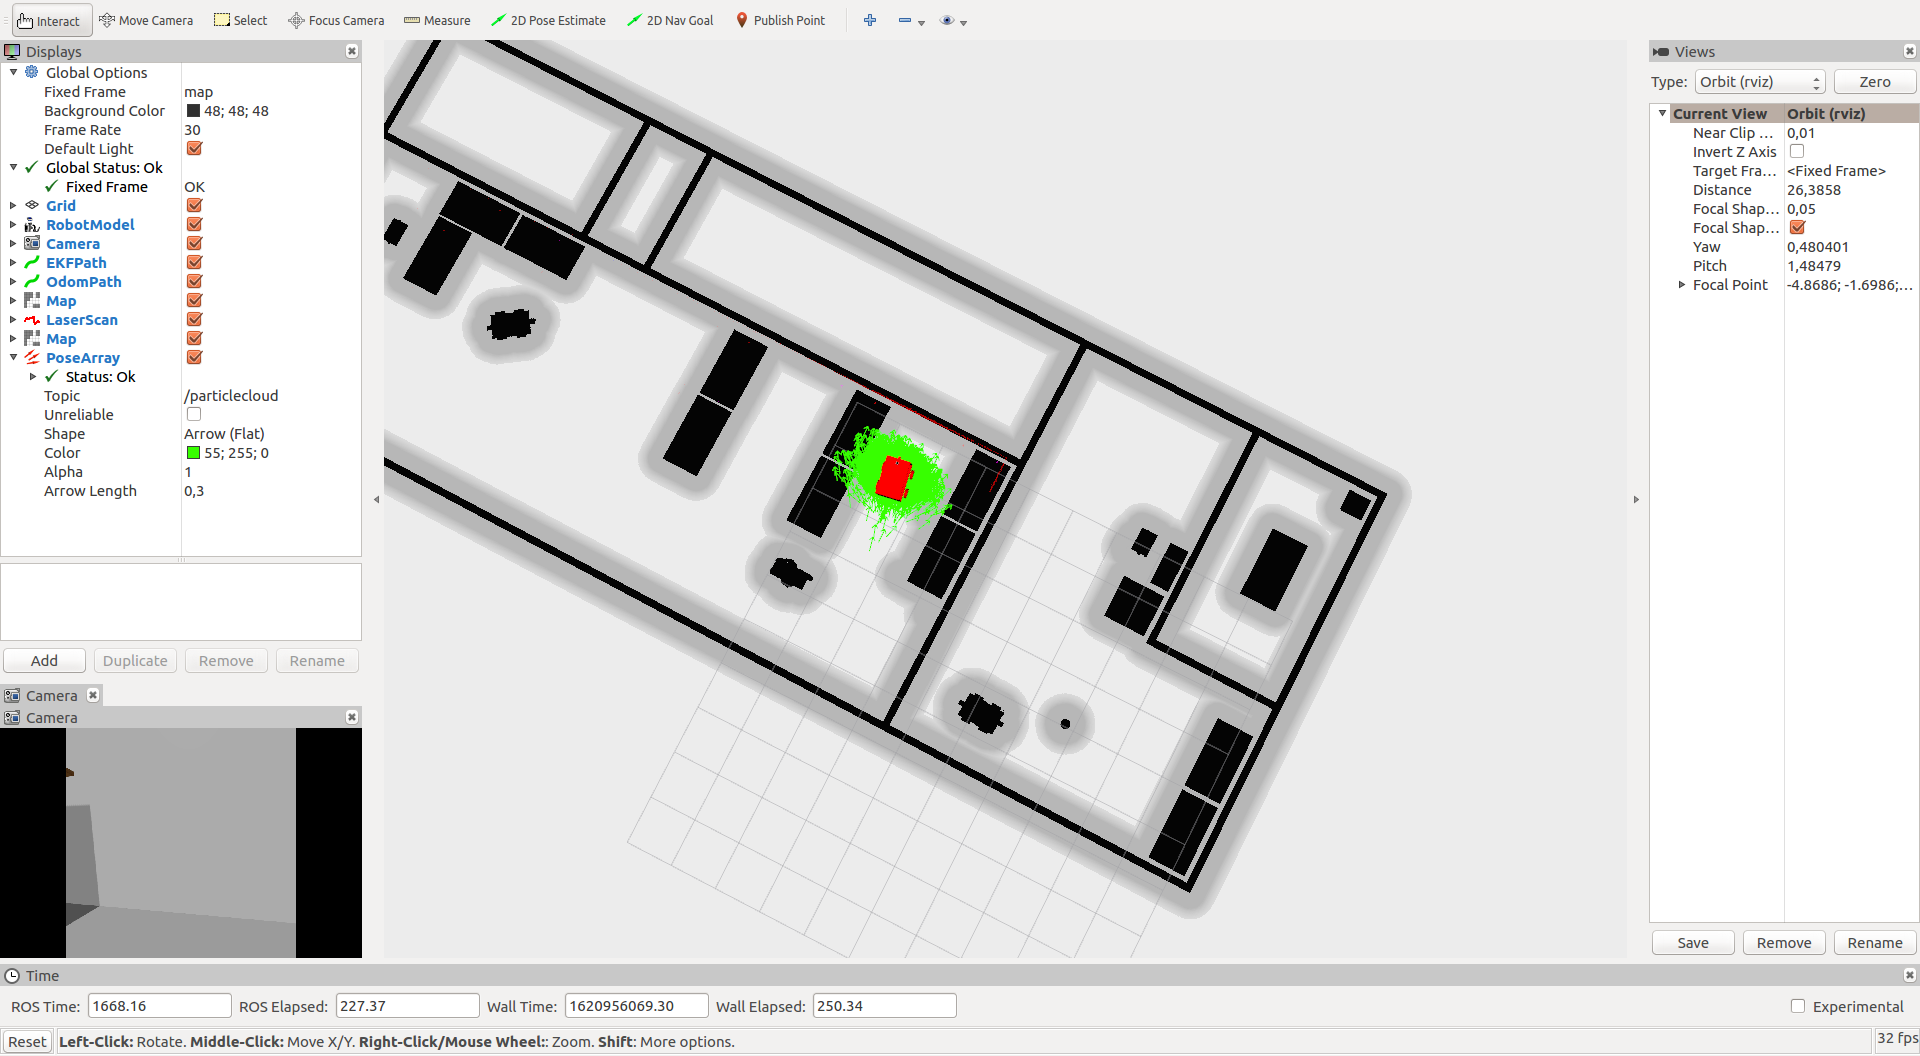 Interact Move Camera Select Focus Camera Measure 2D Pose Estimate 2D Nav Goal Publish Point
Displays
Global Options
Fixed Frame map
Background Color 48; 48; 48
Frame Rate 30
Default Light
Global Status: Ok
Fixed Frame OK
Grid
RobotModel
Camera
EKFPath
OdomPath
Map
LaserScan
Map
PoseArray
Status: Ok
Topic /particlecloud
Unreliable
Shape Arrow (Flat)
Color 55; 255; 0
Alpha 1
Arrow Length 0,3
Add Duplicate Remove Rename
Camera
Camera
Views
Type: Orbit (rviz) Zero
Current View Orbit (rviz)
Near Clip ... 0,01
Invert Z Axis
Target Fra... <Fixed Frame>
Distance 26,3858
Focal Shap... 0,05
Focal Shap...
Yaw 0,480401
Pitch 1,48479
Focal Point -4.8686; -1.6986;...
Save Remove Rename
Time
ROS Time: 1668.16 ROS Elapsed: 227.37 Wall Time: 1620956069.30 Wall Elapsed: 250.34 Experimental
Reset Left-Click: Rotate. Middle-Click: Move X/Y. Right-Click/Mouse Wheel:: Zoom. Shift: More options. 32 fps